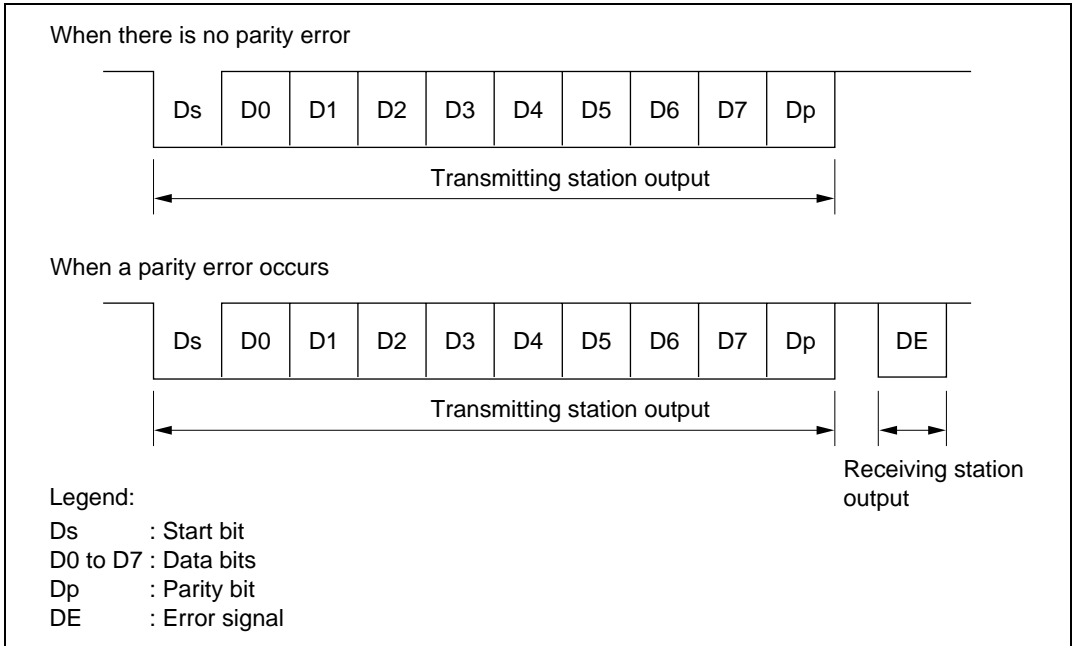 When there is no parity error
Ds D0 D1 D2 D3 D4 D5 D6 D7 Dp
Transmitting station output
When a parity error occurs
Ds D0 D1 D2 D3 D4 D5 D6 D7 Dp DE
Transmitting station output
Receiving station
output
Legend:
Ds : Start bit
D0 to D7 : Data bits
Dp : Parity bit
DE : Error signal